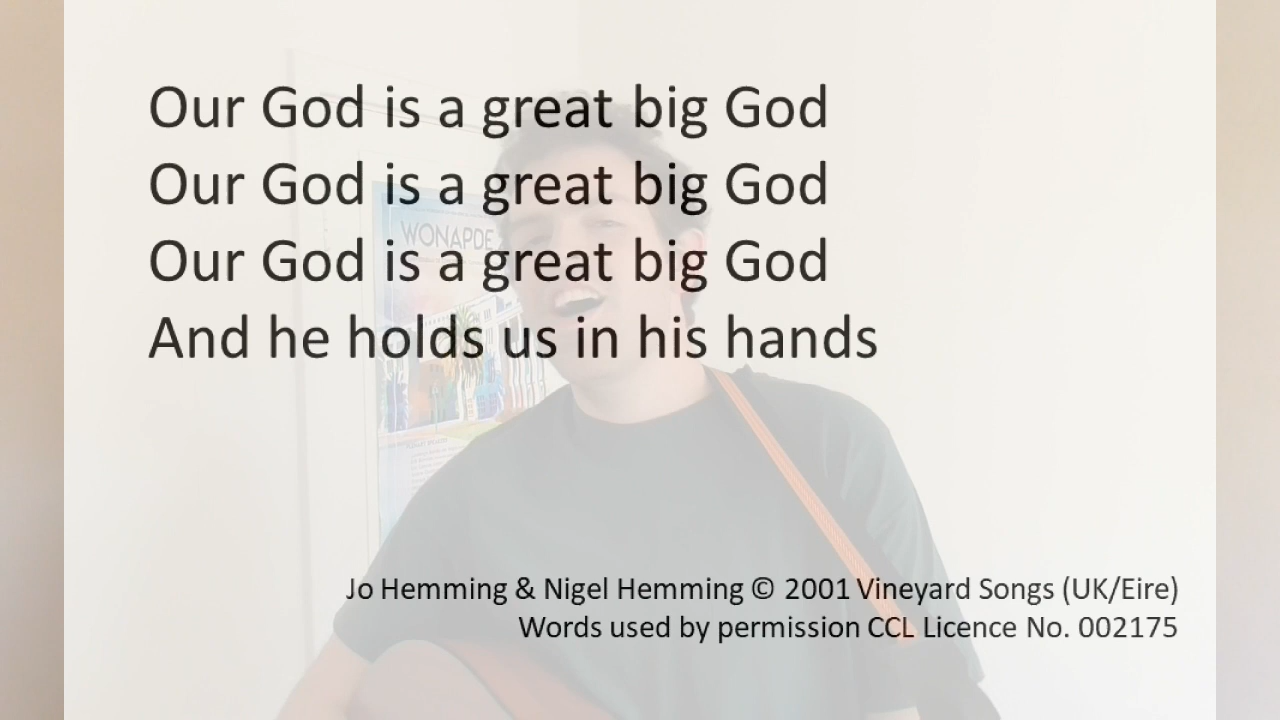 Our God is a great big God
Our God is a great big God
Our God is a great big God
And he holds us in his hands
WONAPDE
Jo Hemming & Nigel Hemming © 2001 Vineyard Songs (UK/Eire)
Words used by permission CCL Licence No. 002175